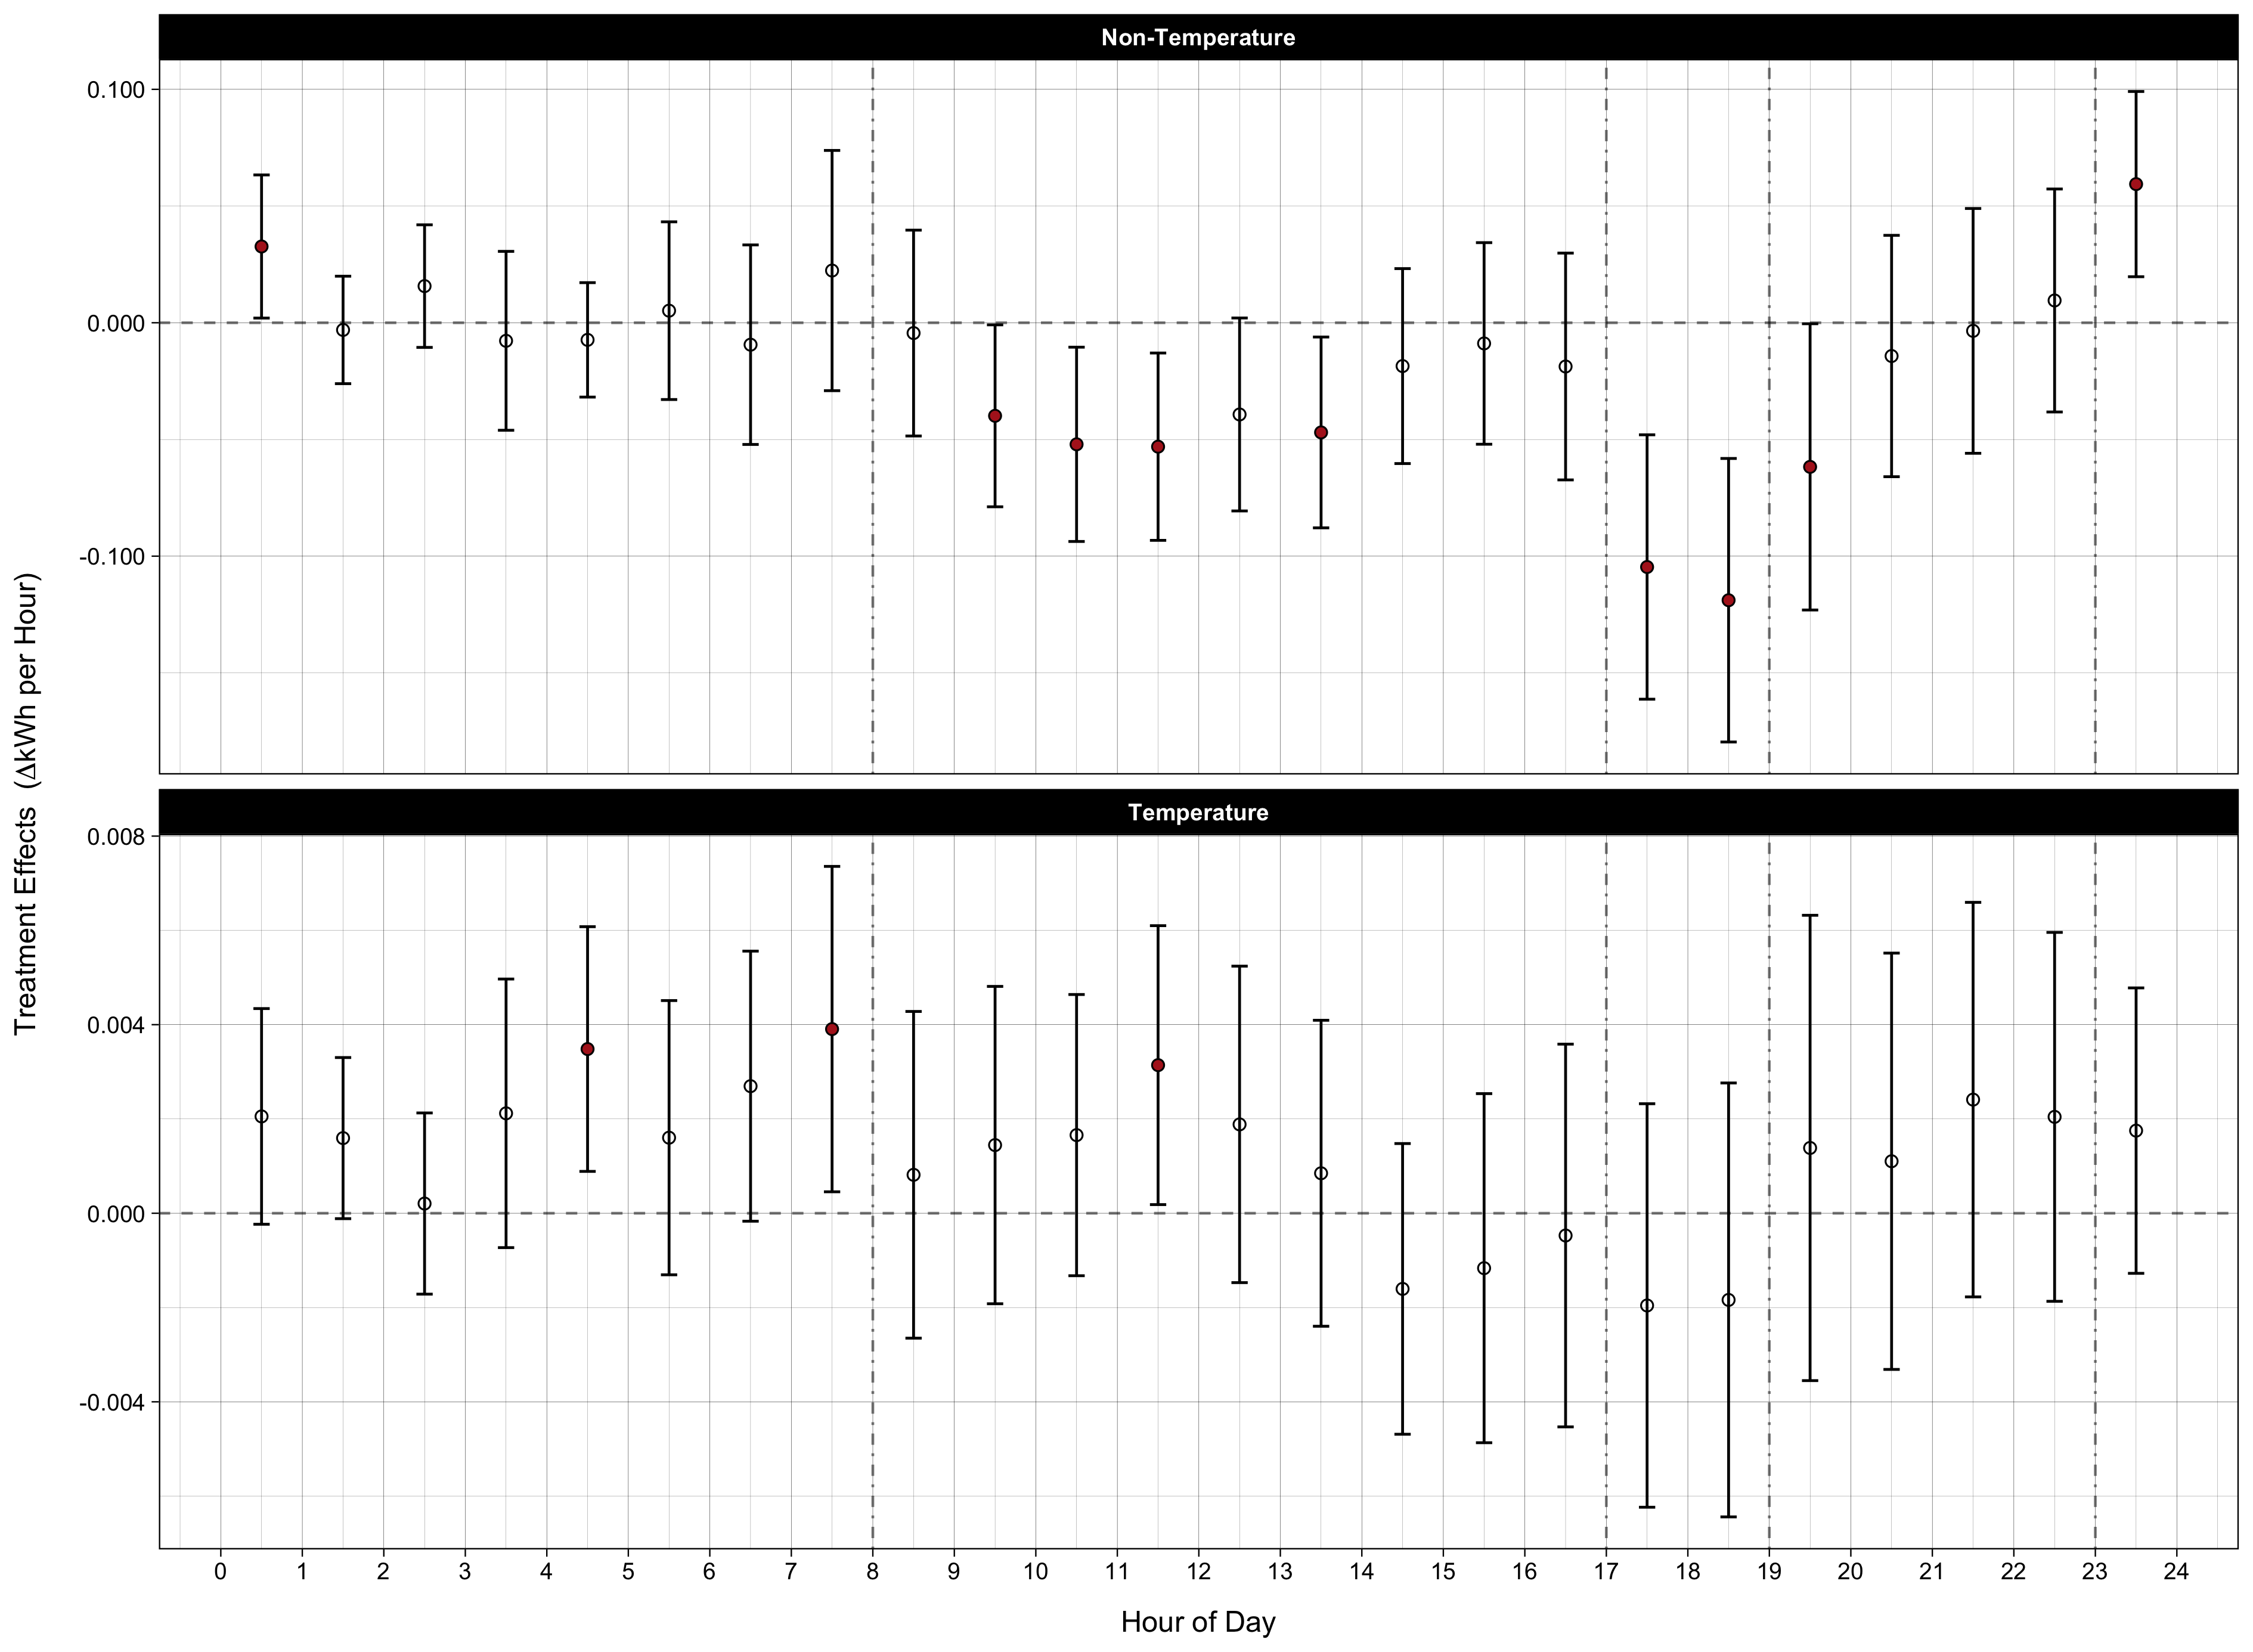 Non-Temperature
0.100
0.000
-0.100
Treatment Effects (ΔkWh per Hour)
Temperature
0.008
0.004
0.000
-0.004
0 1 2 3 4 5 6 7 8 9 10 11 12 13 14 15 16 17 18 19 20 21 22 23 24
Hour of Day